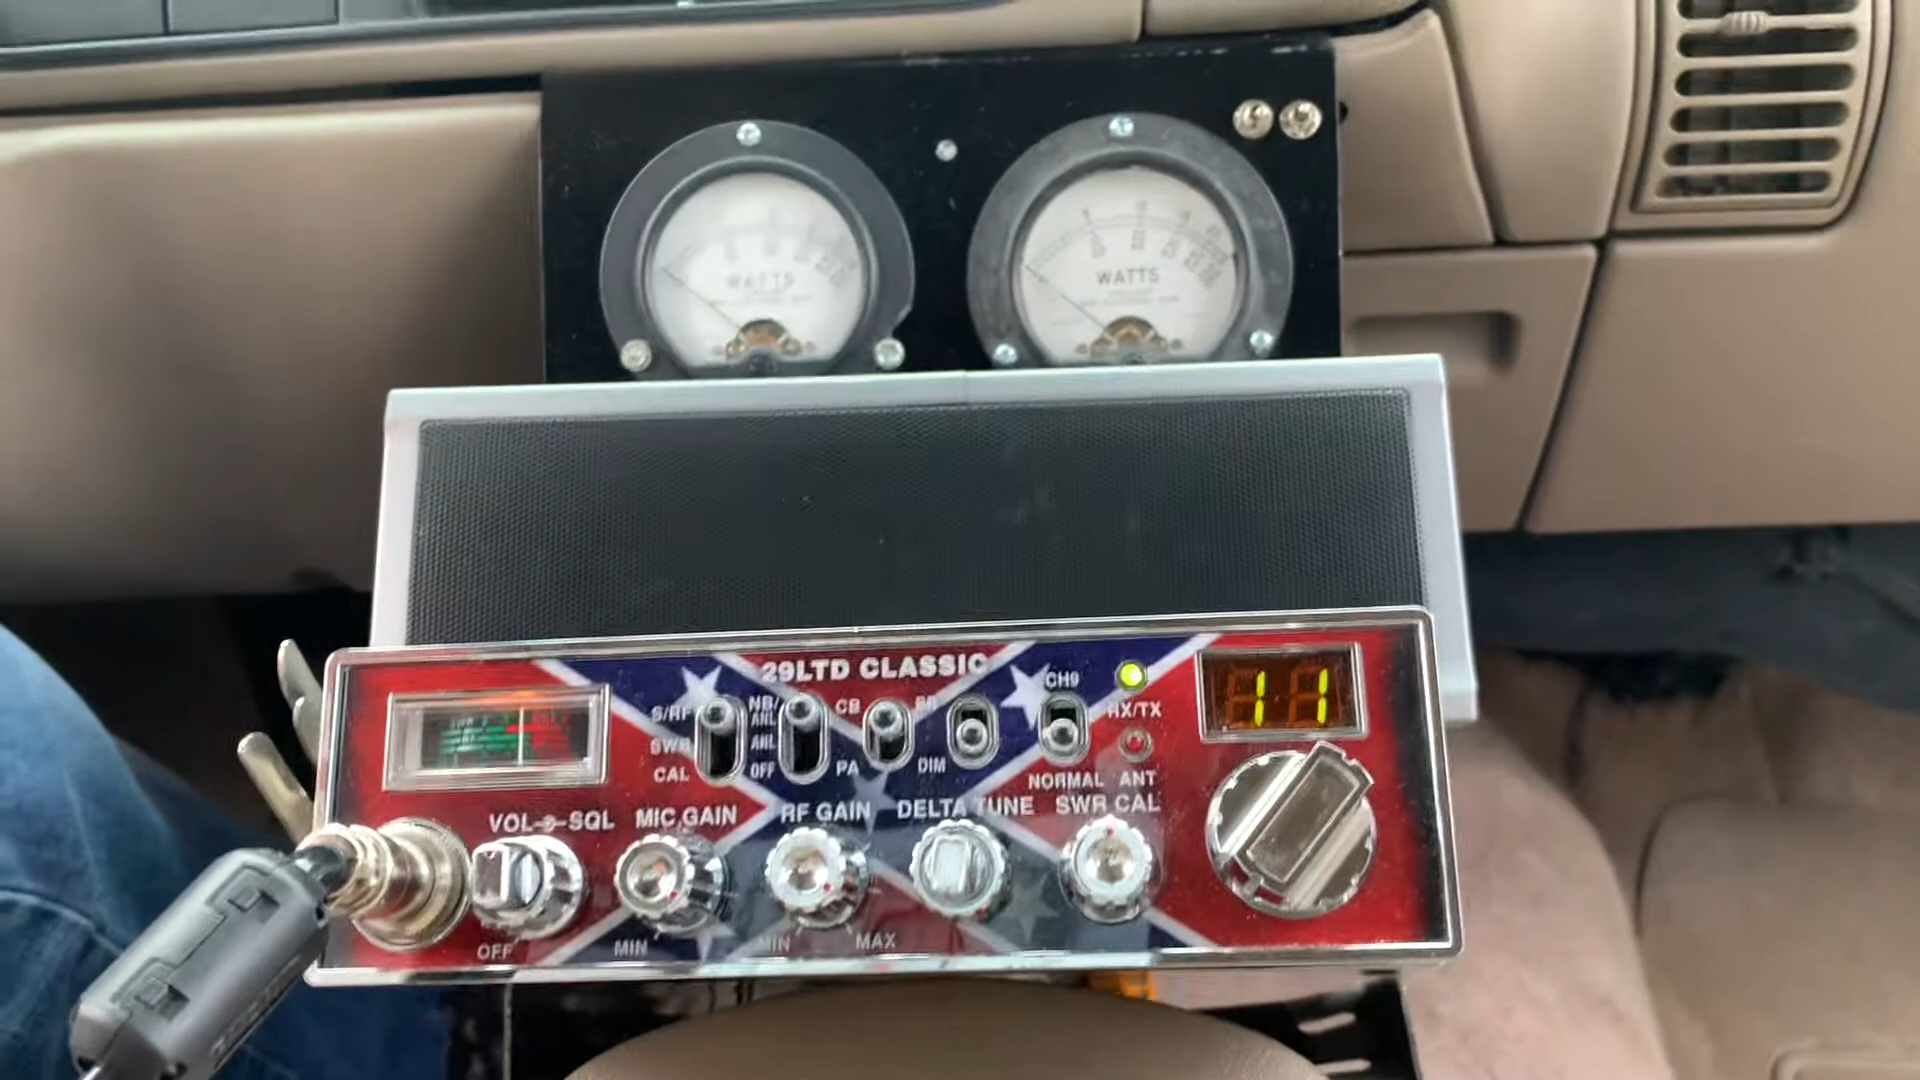 WATTS
WATTS
29LTD CLASSIC
S/RF
SWR
CAL
NB/
ANL
ANL
OFF
CB
PA
DIM
CH9
NORMAL
RX/TX
ANT
11
VOL SQL
MIC GAIN
RF GAIN
DELTA TUNE
SWR CAL
OFF
MIN
MIN
MAX